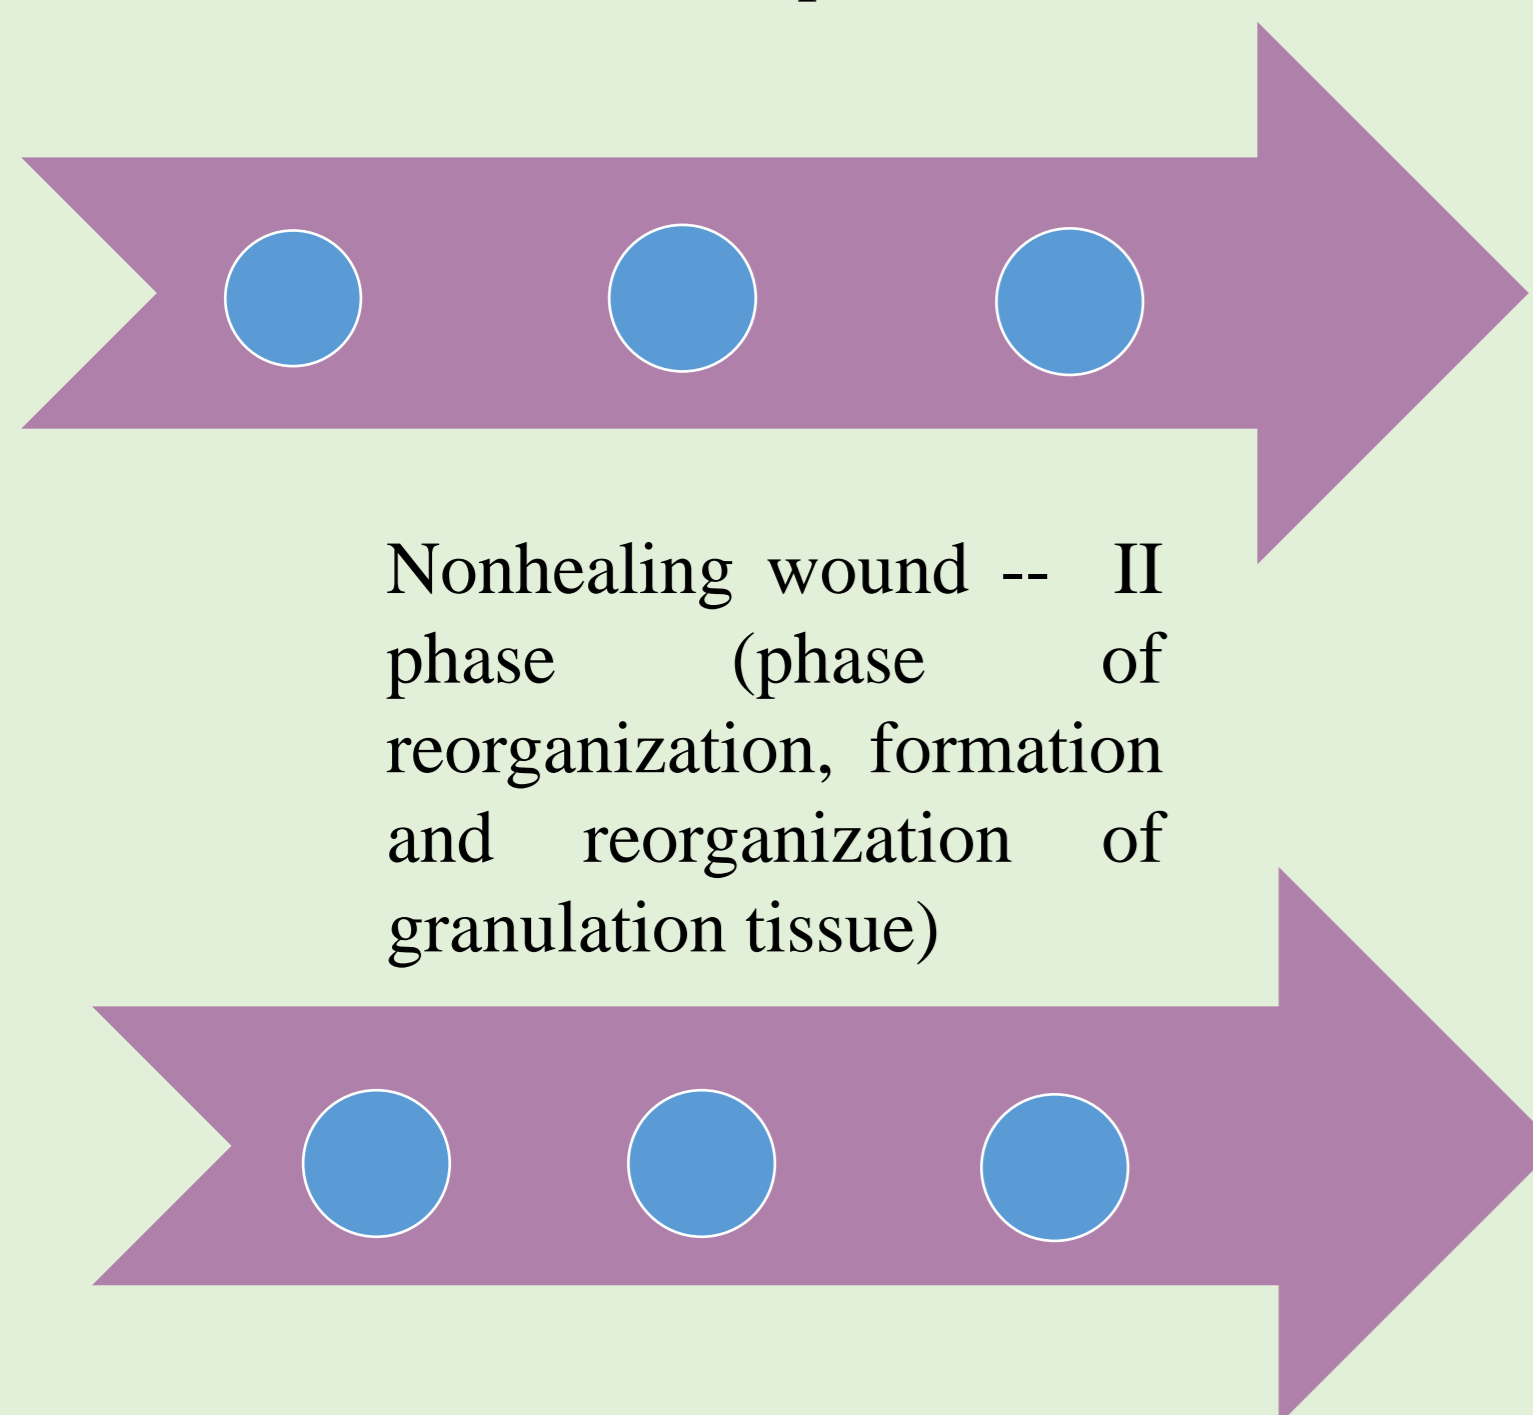 Nonhealing wound -- II
phase (phase of
reorganization, formation
and reorganization of
granulation tissue)